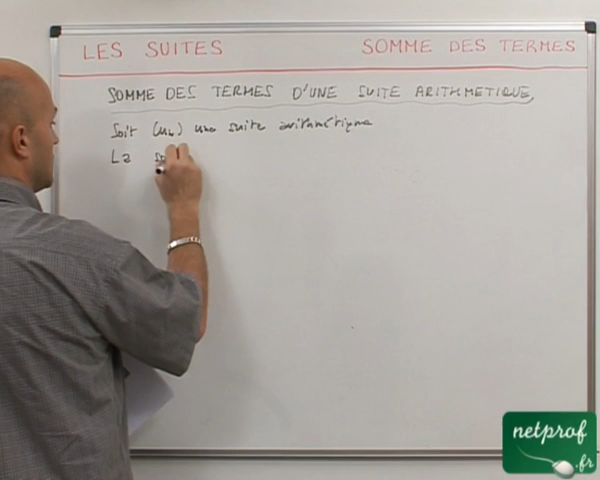 LES SUITES SOMME DES TERMES
SOMME DES TERMES D'UNE SUITE ARITHMETIQUE
Soit (un) une suite arithmétique
La so
netprof
.fr